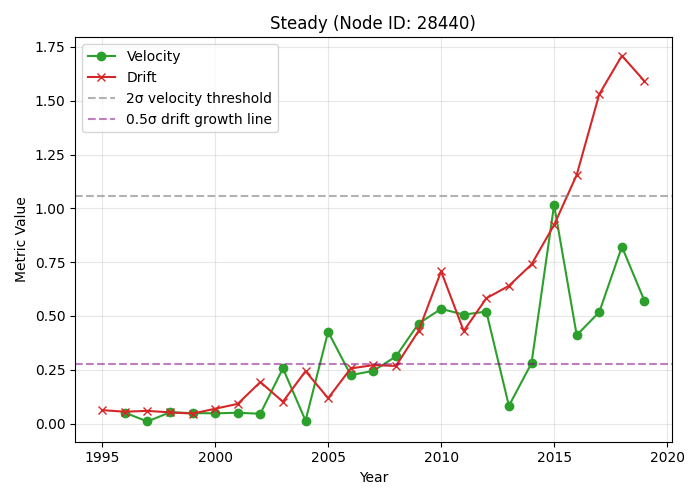 Steady (Node ID: 28440)
Velocity
Drift
2σ velocity threshold
0.5σ drift growth line
Metric Value
1.75
1.50
1.25
1.00
0.75
0.50
0.25
0.00
1995 2000 2005 2010 2015 2020
Year